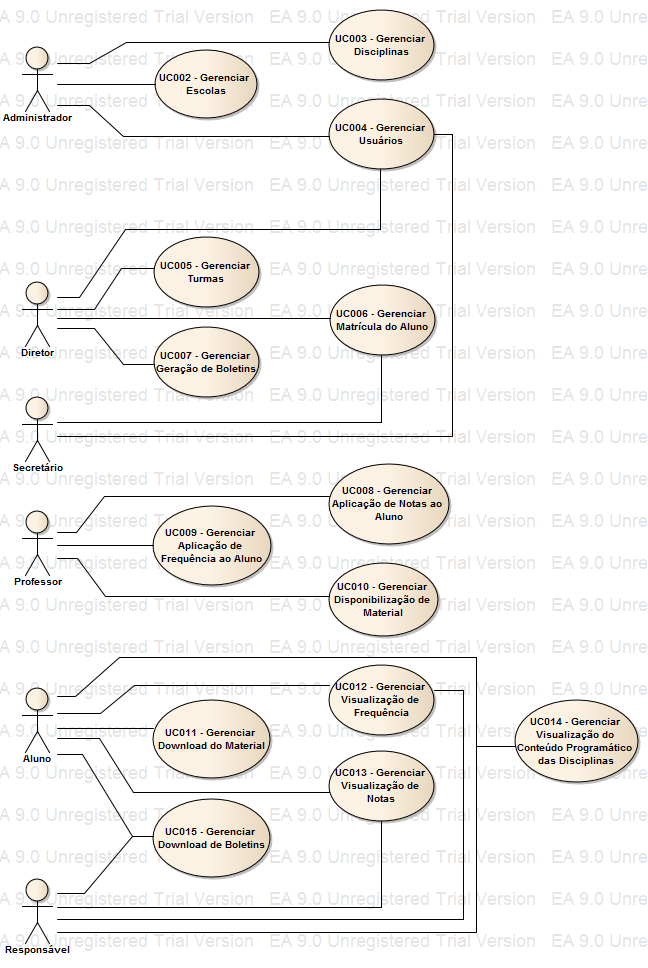 EA 9.0 Unregistered Trial Version EA 9.0 Unre
UC003 - Gerenciar
Disciplinas
UC002 - Gerenciar
Escolas
Administrador
UC004 - Gerenciar
Usuários
UC005 - Gerenciar
Turmas
UC006 - Gerenciar
Matrícula do Aluno
Diretor
UC007 - Gerenciar
Geração de Boletins
Secretário
UC008 - Gerenciar
Aplicação de Notas ao
Aluno
UC009 - Gerenciar
Aplicação de
Frequência ao Aluno
Professor
UC010 - Gerenciar
Disponibilização de
Material
UC012 - Gerenciar
Visualização de
Frequência
UC011 - Gerenciar
Download do Material
Aluno
UC014 - Gerenciar
Visualização do
Conteúdo Programático
das Disciplinas
UC013 - Gerenciar
Visualização de
Notas
UC015 - Gerenciar
Download de Boletins
Responsável